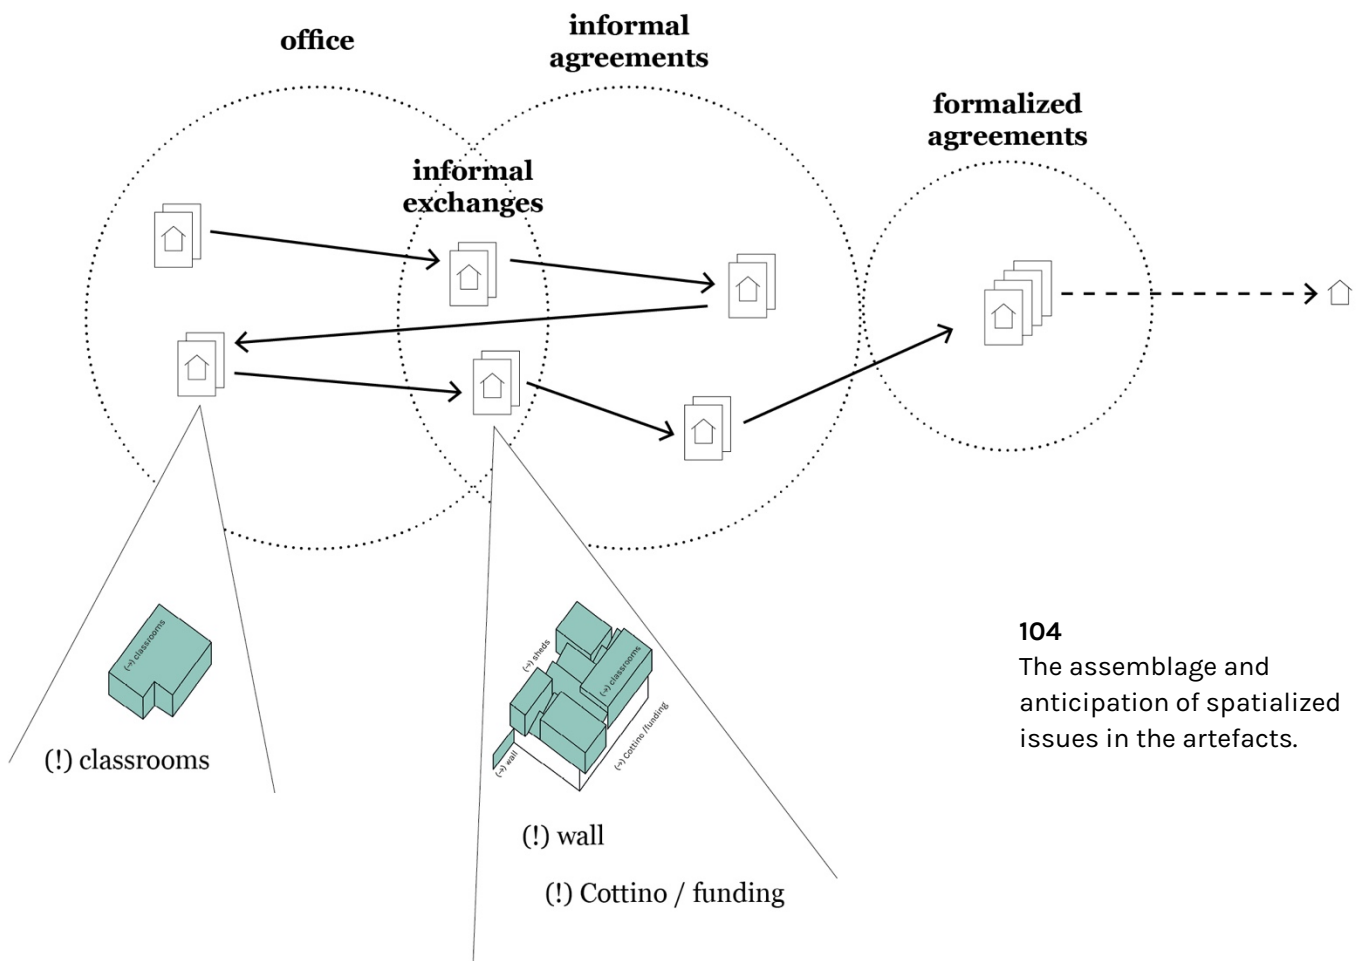 office
informal
agreements
formalized
agreements
informal
exchanges
(→) classrooms
(!) classrooms
(→) sheds
(→) classrooms
(→) wall
(→) Cottino /funding
(!) wall
(!) Cottino / funding
104
The assemblage and
anticipation of spatialized
issues in the artefacts.